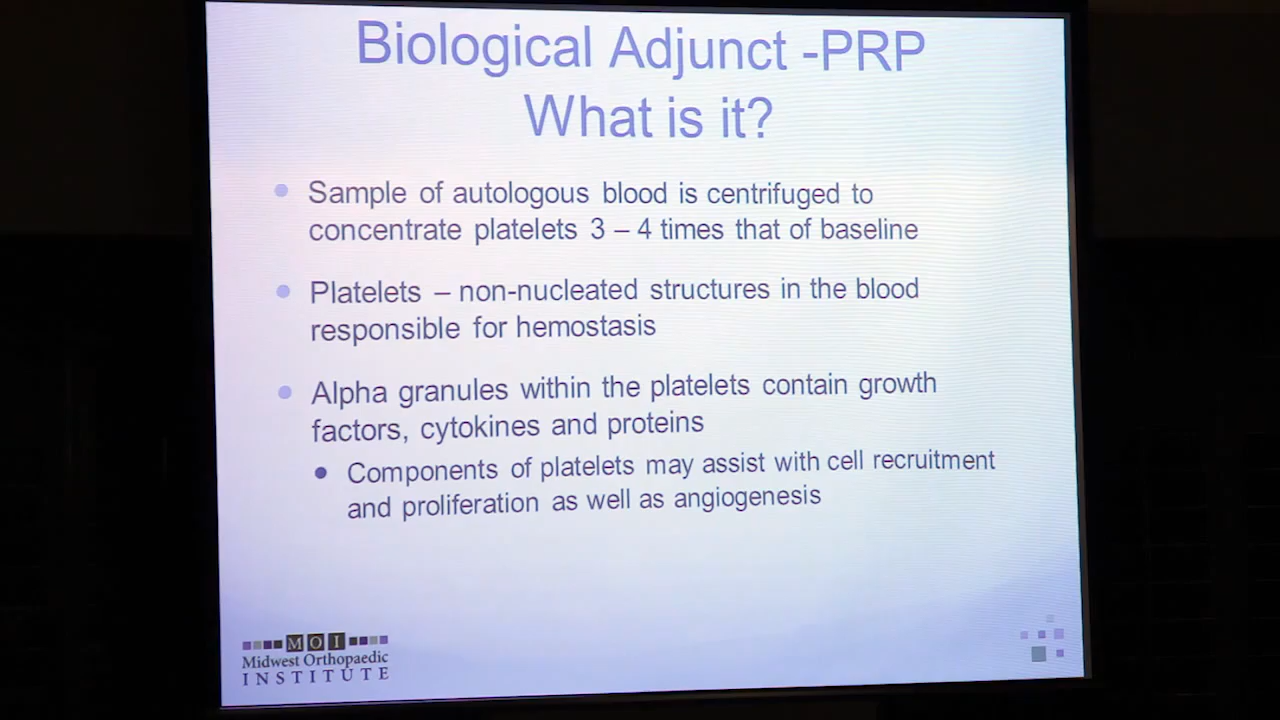 Biological Adjunct -PRP
What is it?
Sample of autologous blood is centrifuged to
concentrate platelets 3 – 4 times that of baseline
Platelets – non-nucleated structures in the blood
responsible for hemostasis
Alpha granules within the platelets contain growth
factors, cytokines and proteins
Components of platelets may assist with cell recruitment
and proliferation as well as angiogenesis
MOI
Midwest Orthopaedic
INSTITUTE